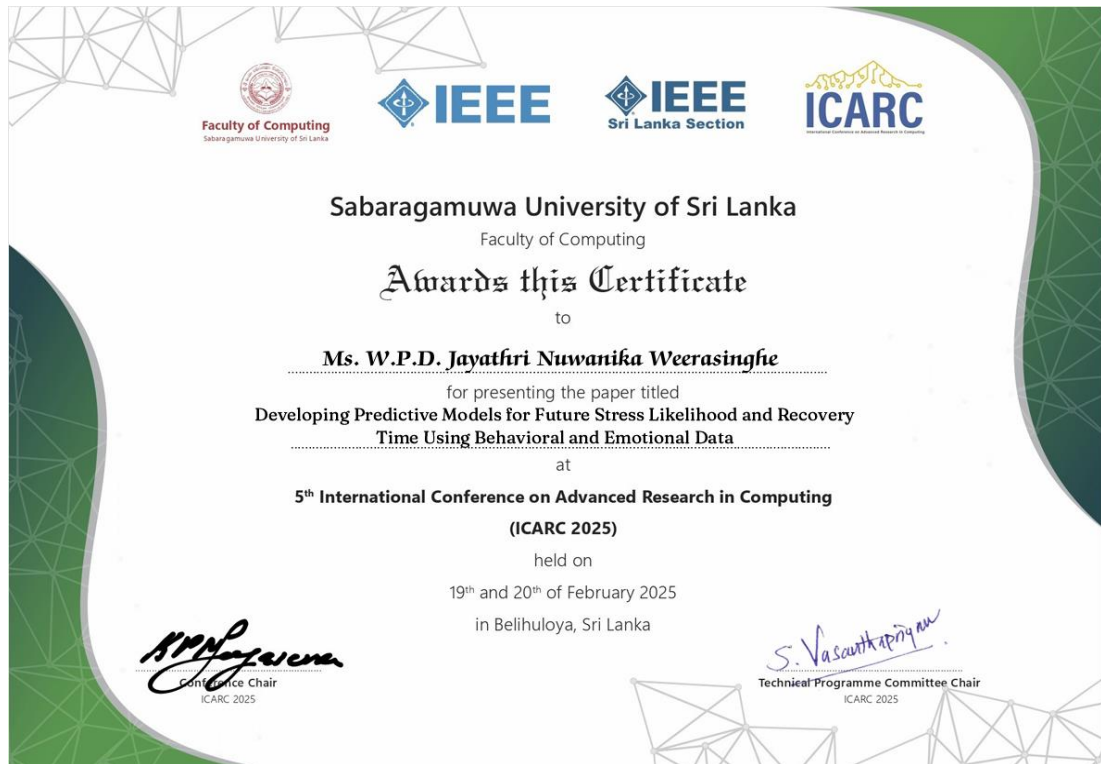 Faculty of Computing
Sabaragamuwa University of Sri Lanka
IEEE
IEEE
Sri Lanka Section
ICARC
International Conference on Advanced Research in Computing
Sabaragamuwa University of Sri Lanka
Faculty of Computing
Awards this Certificate
to
Ms. W.P.D. Jayathri Nuwanika Weerasinghe
for presenting the paper titled
Developing Predictive Models for Future Stress Likelihood and Recovery
Time Using Behavioral and Emotional Data
at
5th International Conference on Advanced Research in Computing
(ICARC 2025)
held on
19th and 20th of February 2025
in Belihuloya, Sri Lanka
S. Vasanthapriyan
Conference Chair
ICARC 2025
Technical Programme Committee Chair
ICARC 2025